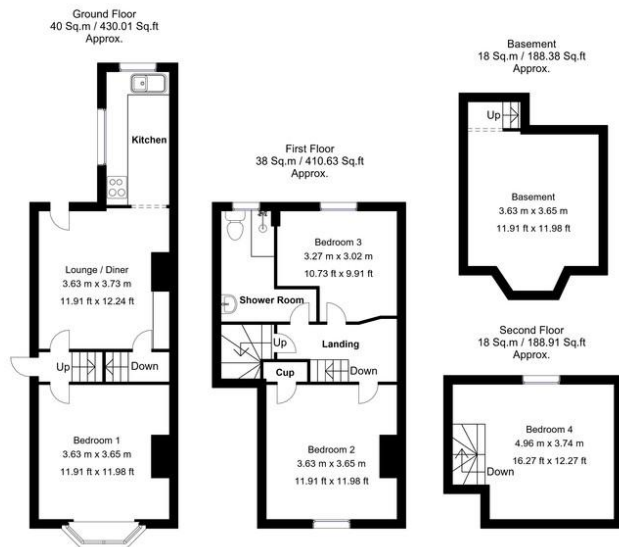 Ground Floor
40 Sq.m / 430.01 Sq.ft
Approx.
Kitchen
Lounge / Diner
3.63 m x 3.73 m
11.91 ft x 12.24 ft
Up
Down
Bedroom 1
3.63 m x 3.65 m
11.91 ft x 11.98 ft
First Floor
38 Sq.m / 410.63 Sq.ft
Approx.
Bedroom 3
3.27 m x 3.02 m
10.73 ft x 9.91 ft
Shower Room
Up
Landing
Cup
Down
Bedroom 2
3.63 m x 3.65 m
11.91 ft x 11.98 ft
Basement
18 Sq.m / 188.38 Sq.ft
Approx.
Up
Basement
3.63 m x 3.65 m
11.91 ft x 11.98 ft
Second Floor
18 Sq.m / 188.91 Sq.ft
Approx.
Bedroom 4
4.96 m x 3.74 m
16.27 ft x 12.27 ft
Down